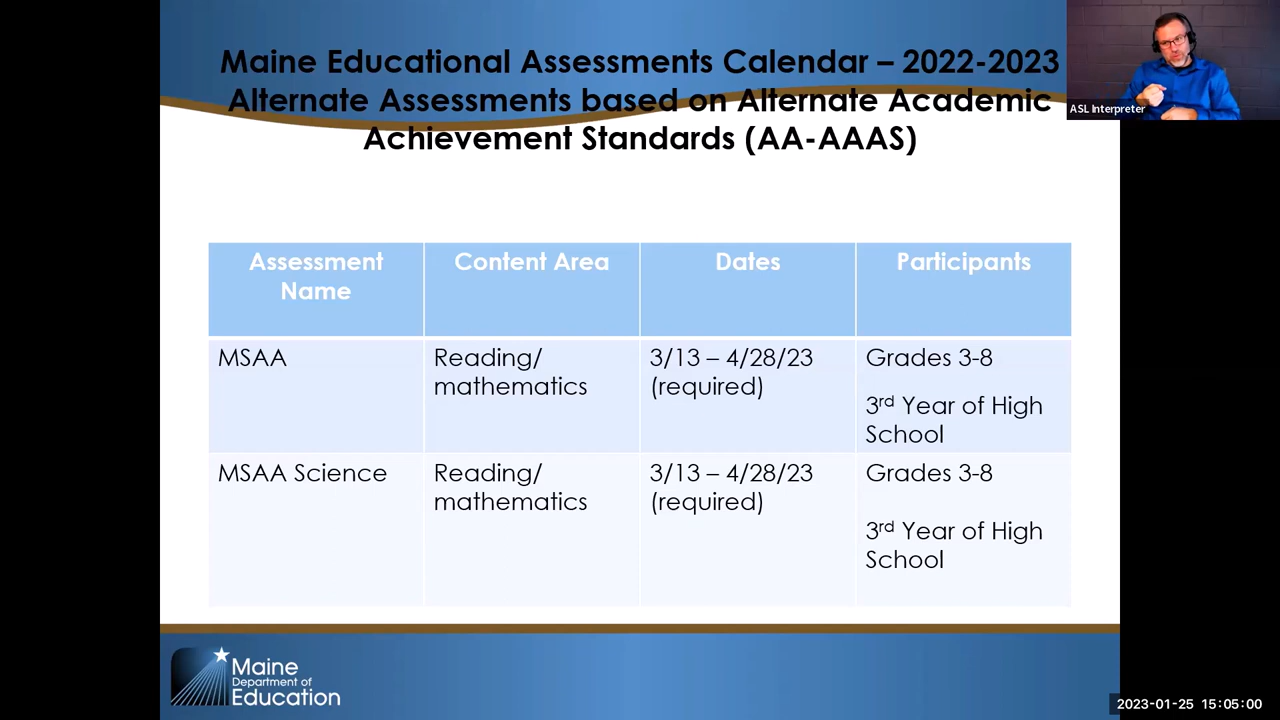 Maine Educational Assessments Calendar – 2022-2023
Alternate Assessments based on Alternate Academic
Achievement Standards (AA-AAAS)
ASL Interpreter
Assessment
Name
Content Area
Dates
Participants
MSAA
Reading/
mathematics
3/13 – 4/28/23
(required)
Grades 3-8
3rd Year of High
School
MSAA Science
Reading/
mathematics
3/13 – 4/28/23
(required)
Grades 3-8
3rd Year of High
School
Maine
Department of
Education
2023-01-25 15:05:00